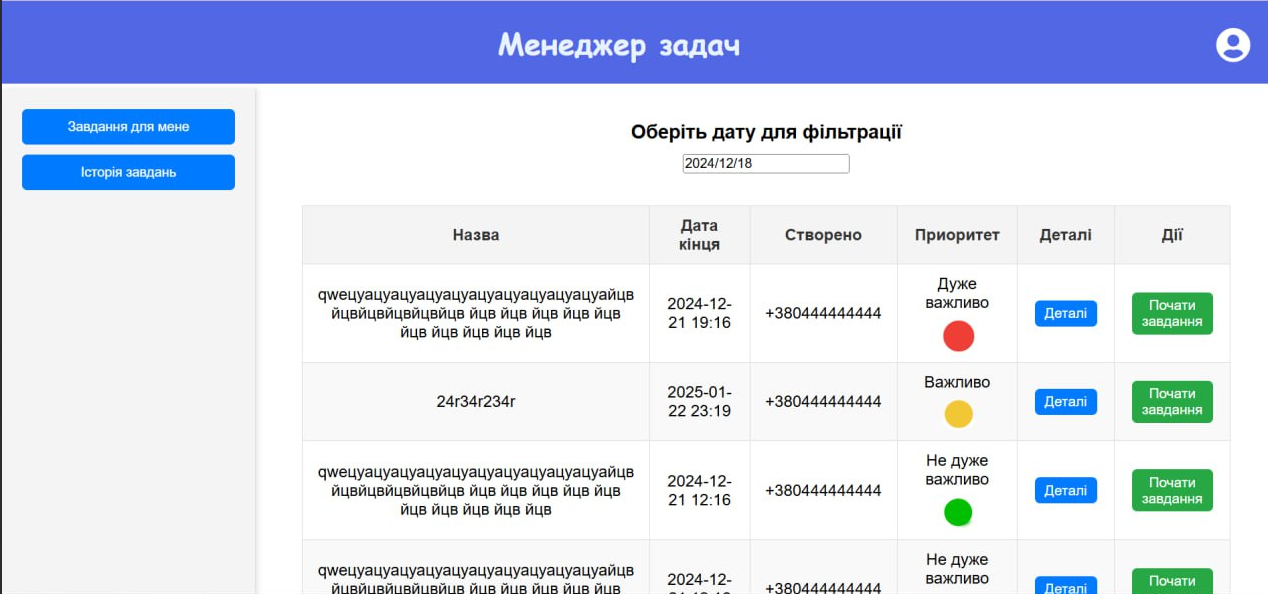 Менеджер задач
Завдання для мене
Історія завдань
Оберіть дату для фільтрації
2024/12/18
Назва
Дата
кінця
Створено
Приоритет
Деталі
Дії
qweцуацуацуацуацуацуацуацуацуацуайцв
йцвйцвйцвйцвйцв йцв йцв йцв йцв йцв
йцв йцв йцв йцв йцв
2024-12-
21 19:16
+380444444444
Дуже
важливо
Деталі
Почати
завдання
24r34r234r
2025-01-
22 23:19
+380444444444
Важливо
Деталі
Почати
завдання
qweцуацуацуацуацуацуацуацуацуацуайцв
йцвйцвйцвйцвйцв йцв йцв йцв йцв йцв
йцв йцв йцв йцв йцв
2024-12-
21 12:16
+380444444444
Не дуже
важливо
Деталі
Почати
завдання
qweцуацуацуацуацуацуацуацуацуацуайцв
йцвйцвйцвйцвйцв йцв йцв йцв йцв йцв
2024-12-
+380444444444
Не дуже
важливо
Деталі
Почати